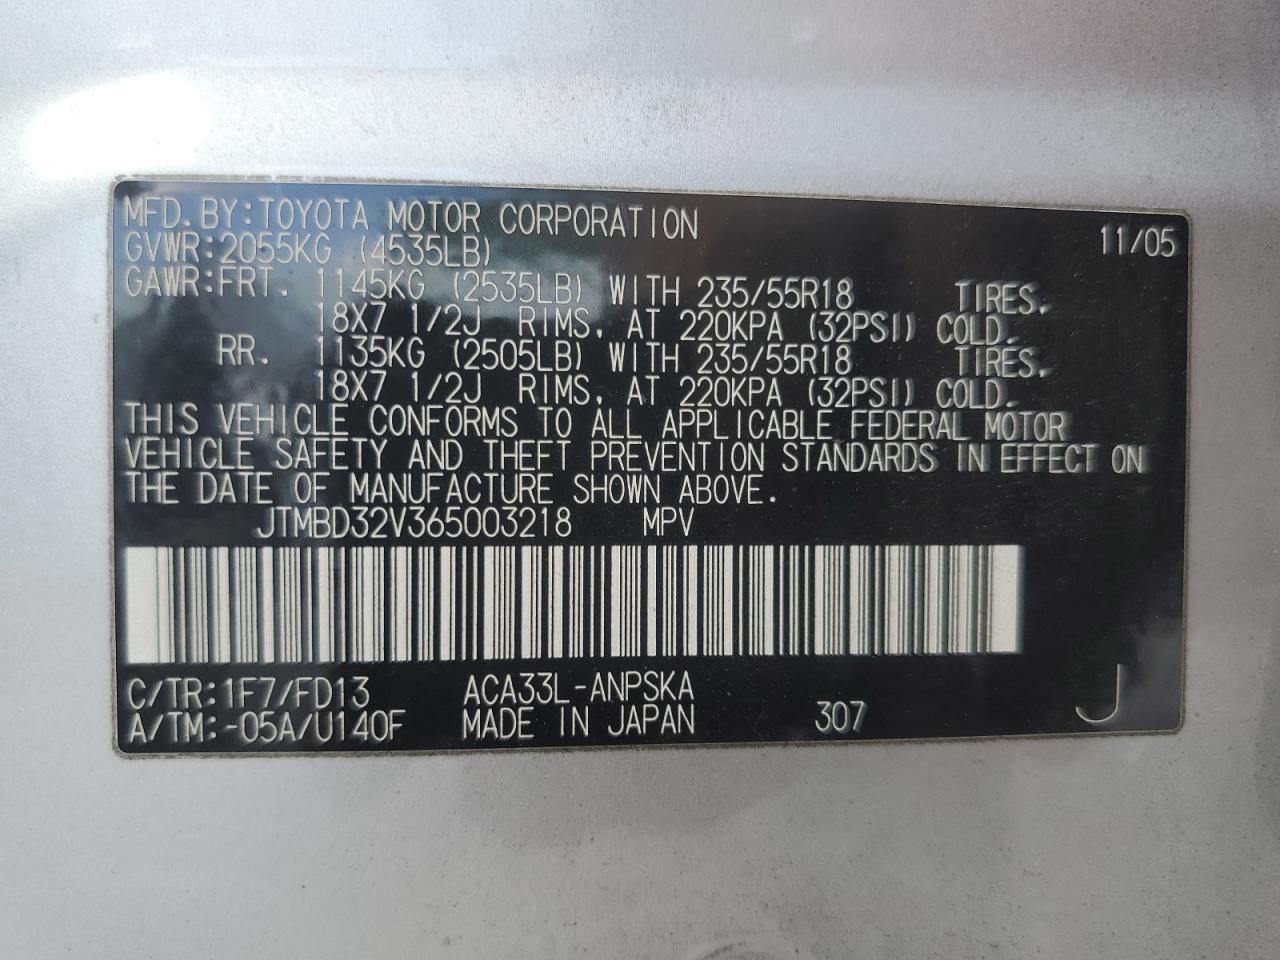 MFD.BY:TOYOTA MOTOR CORPORATION 11/05
GVWR:2055KG (4535LB)
GAWR:FRT. 1145KG (2535LB) WITH 235/55R18 TIRES.
18X7 1/2J RIMS, AT 220KPA (32PSI) COLD.
RR. 1135KG (2505LB) WITH 235/55R18 TIRES.
18X7 1/2J RIMS, AT 220KPA (32PSI) COLD.
THIS VEHICLE CONFORMS TO ALL APPLICABLE FEDERAL MOTOR
VEHICLE SAFETY AND THEFT PREVENTION STANDARDS IN EFFECT ON
THE DATE OF MANUFACTURE SHOWN ABOVE.
JTMBD32V365003218 MPV
C/TR:1F7/FD13 ACA33L-ANPSKA
A/TM:-05A/U140F MADE IN JAPAN 307 J